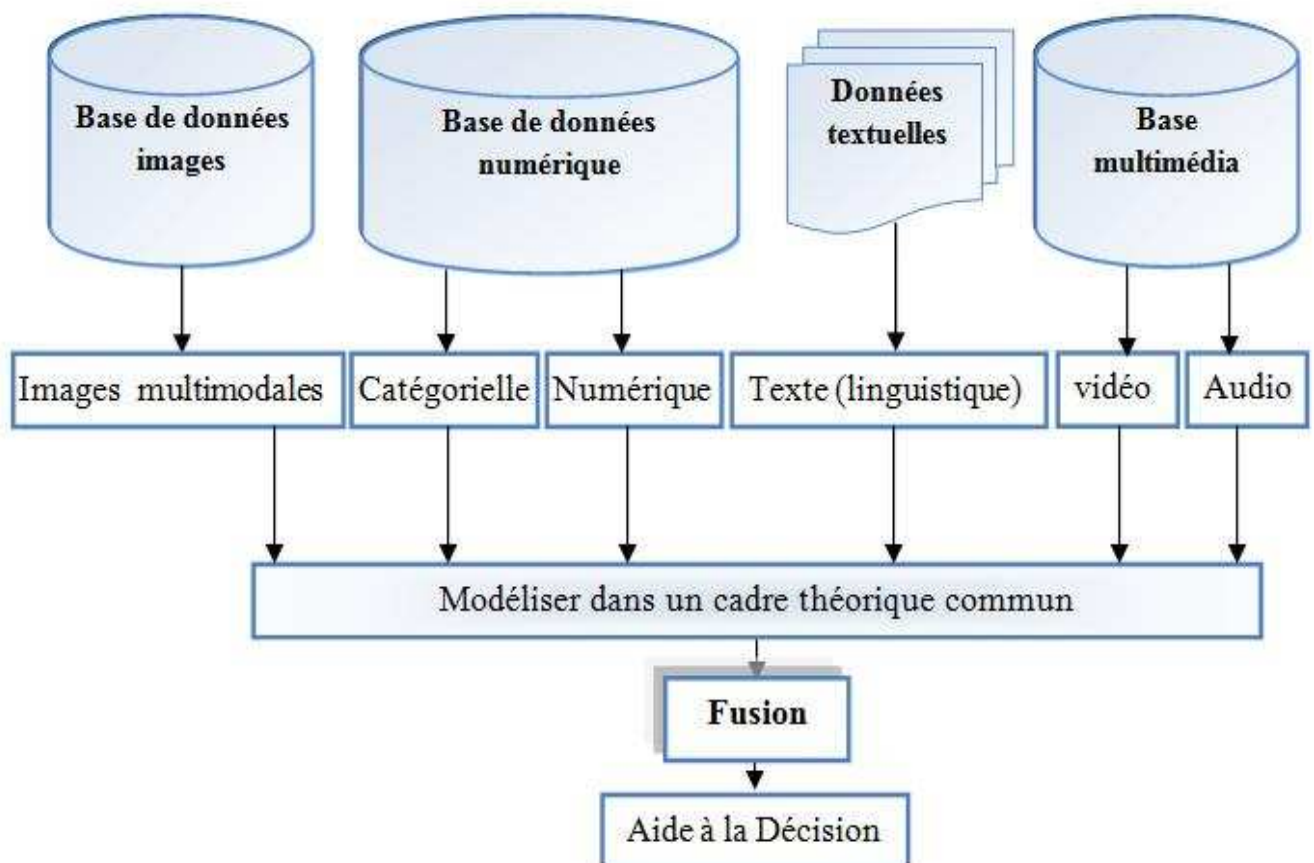 Base de données
images
Base de données
numérique
Données
textuelles
Base
multimédia
Images multimodales
Catégorielle
Numérique
Texte (linguistique)
vidéo
Audio
Modéliser dans un cadre théorique commun
Fusion
Aide à la Décision